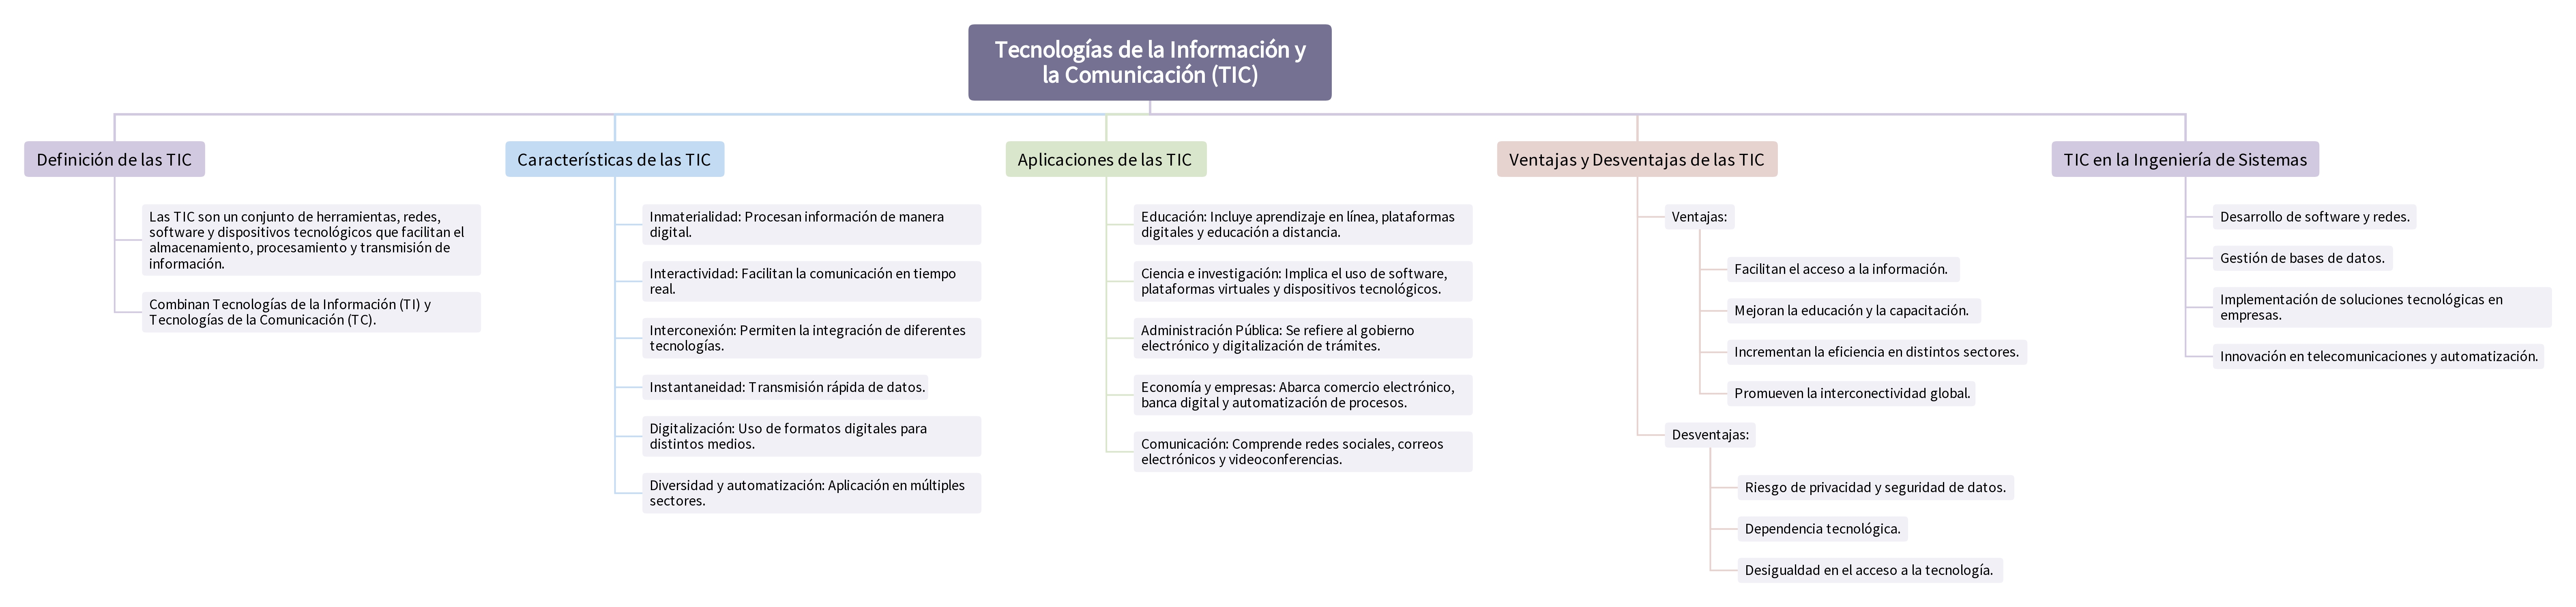 Tecnologías de la Información y
la Comunicación (TIC)
Definición de las TIC
Las TIC son un conjunto de herramientas, redes,
software y dispositivos tecnológicos que facilitan el
almacenamiento, procesamiento y transmisión de
información.
Combinan Tecnologías de la Información (TI) y
Tecnologías de la Comunicación (TC).
Características de las TIC
Inmaterialidad: Procesan información de manera
digital.
Interactividad: Facilitan la comunicación en tiempo
real.
Interconexión: Permiten la integración de diferentes
tecnologías.
Instantaneidad: Transmisión rápida de datos.
Digitalización: Uso de formatos digitales para
distintos medios.
Diversidad y automatización: Aplicación en múltiples
sectores.
Aplicaciones de las TIC
Educación: Incluye aprendizaje en línea, plataformas
digitales y educación a distancia.
Ciencia e investigación: Implica el uso de software,
plataformas virtuales y dispositivos tecnológicos.
Administración Pública: Se refiere al gobierno
electrónico y digitalización de trámites.
Economía y empresas: Abarca comercio electrónico,
banca digital y automatización de procesos.
Comunicación: Comprende redes sociales, correos
electrónicos y videoconferencias.
Ventajas y Desventajas de las TIC
Ventajas:
Facilitan el acceso a la información.
Mejoran la educación y la capacitación.
Incrementan la eficiencia en distintos sectores.
Promueven la interconectividad global.
Desventajas:
Riesgo de privacidad y seguridad de datos.
Dependencia tecnológica.
Desigualdad en el acceso a la tecnología.
TIC en la Ingeniería de Sistemas
Desarrollo de software y redes.
Gestión de bases de datos.
Implementación de soluciones tecnológicas en
empresas.
Innovación en telecomunicaciones y automatización.